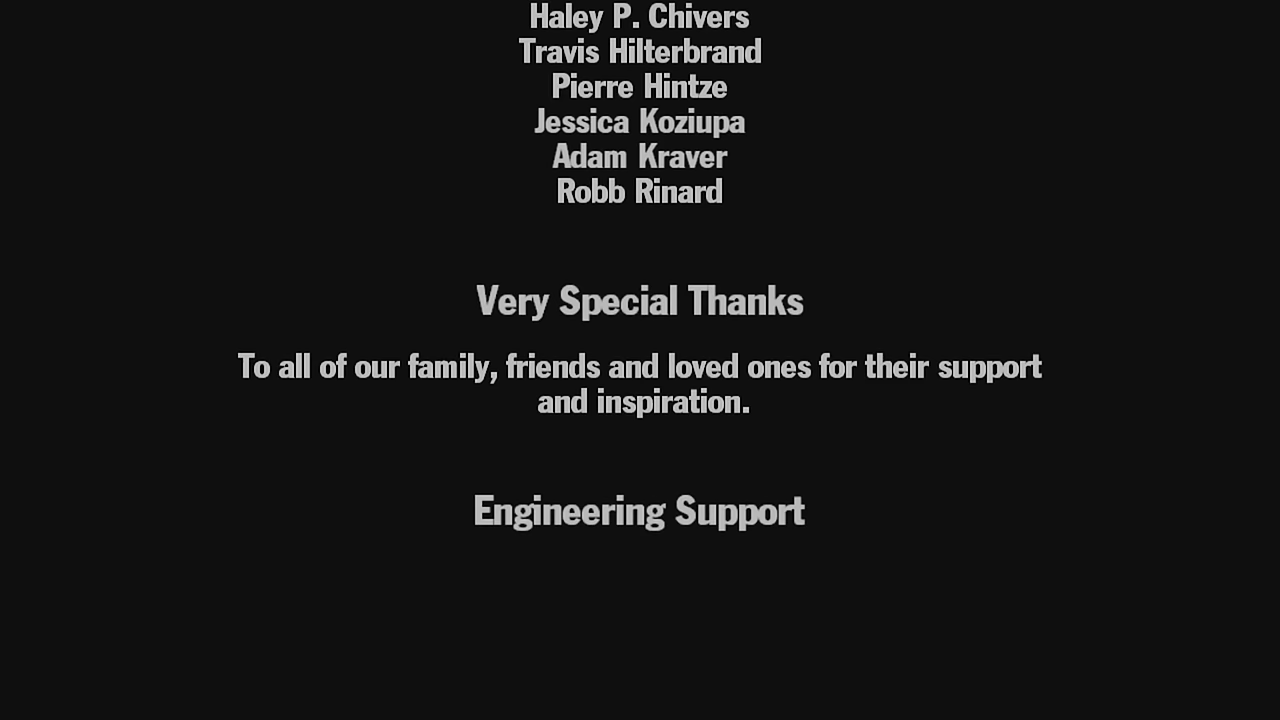 Haley P. Chivers
Travis Hilterbrand
Pierre Hintze
Jessica Koziupa
Adam Kraver
Robb Rinard
Very Special Thanks
To all of our family, friends and loved ones for their support
and inspiration.
Engineering Support